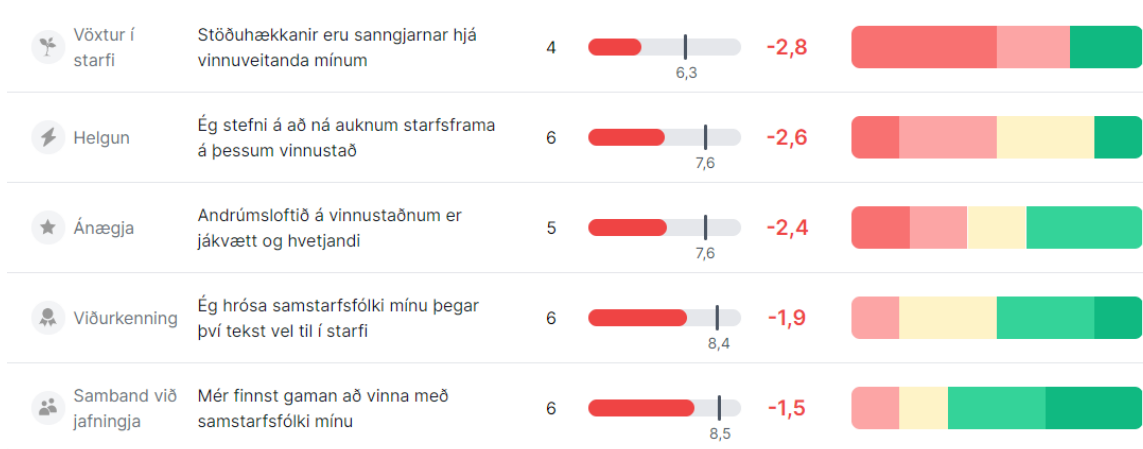 Vöxtur í
starfi
Stöðuhækkanir eru sanngjarnar hjá
vinnuveitanda mínum
4
6,3
-2,8
Helgun
Ég stefni á að ná auknum starfsframa
á þessum vinnustað
6
7,6
-2,6
Ánægja
Andrúmsloftið á vinnustaðnum er
jákvætt og hvetjandi
5
7,6
-2,4
Viðurkenning
Ég hrósa samstarfsfólki mínu þegar
því tekst vel til í starfi
6
8,4
-1,9
Samband við
jafningja
Mér finnst gaman að vinna með
samstarfsfólki mínu
6
8,5
-1,5